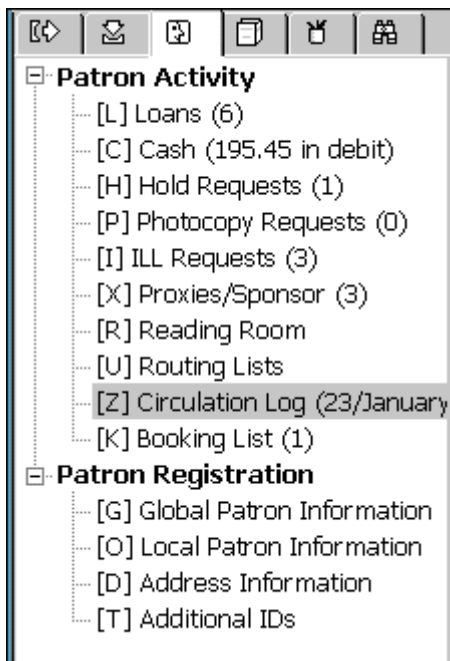 Patron Activity
[L] Loans (6)
[C] Cash (195.45 in debit)
[H] Hold Requests (1)
[P] Photocopy Requests (0)
[I] ILL Requests (3)
[X] Proxies/Sponsor (3)
[R] Reading Room
[U] Routing Lists
[Z] Circulation Log (23/January
[K] Booking List (1)
Patron Registration
[G] Global Patron Information
[O] Local Patron Information
[D] Address Information
[T] Additional IDs